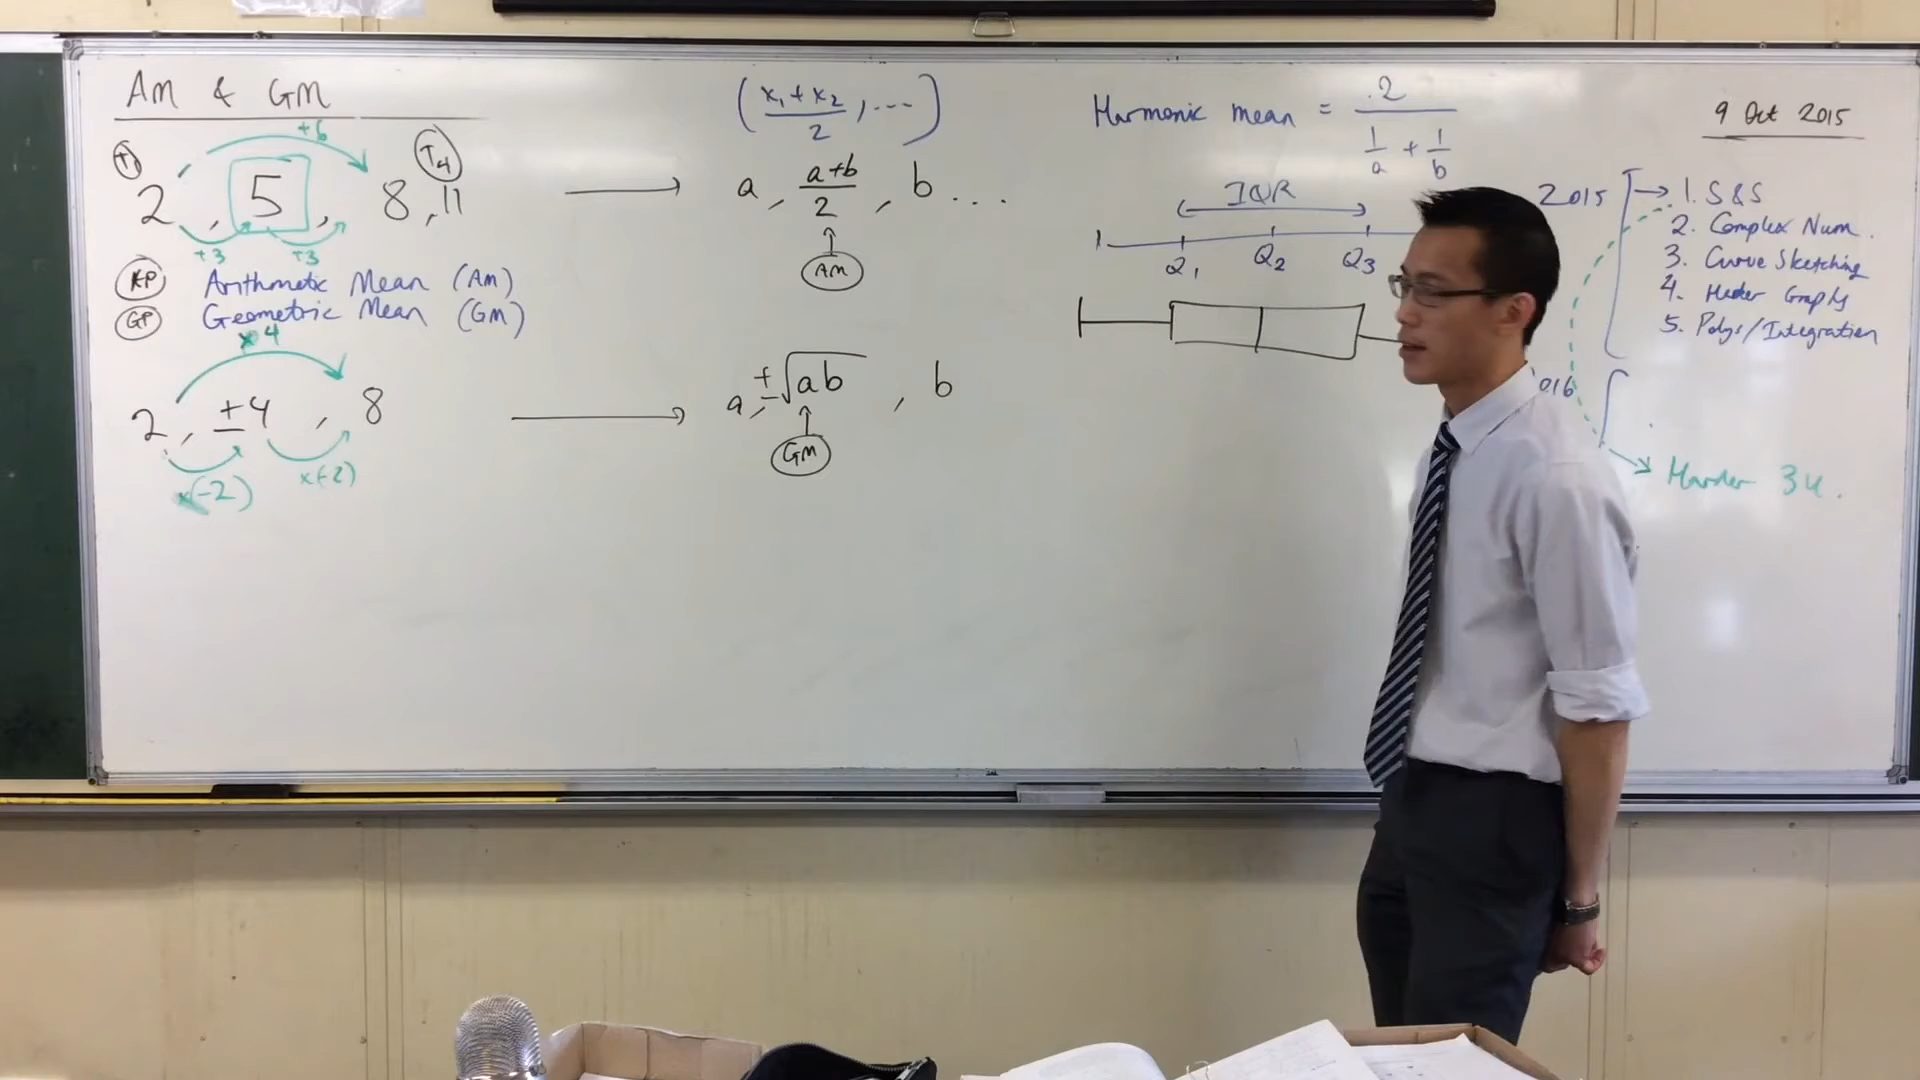 AM & GM
+6
T1
T4
2, 5, 8, 11
+3 +3
AP Arithmetic Mean (AM)
GP Geometric Mean (GM)
x4
2, ±4, 8
x(-2) x(-2)
(x₁+x₂/2, ....)
a, a+b/2, b ...
AM
a, ±√ab, b
GM
Harmonic mean = 2/(1/a + 1/b)
IQR
Q₁ Q₂ Q₃
9 Oct 2015
2015
1. S&S
2. Complex Num.
3. Curve Sketching
4. Harder Graphs
5. Polys/Integration
016
Harder 3U.